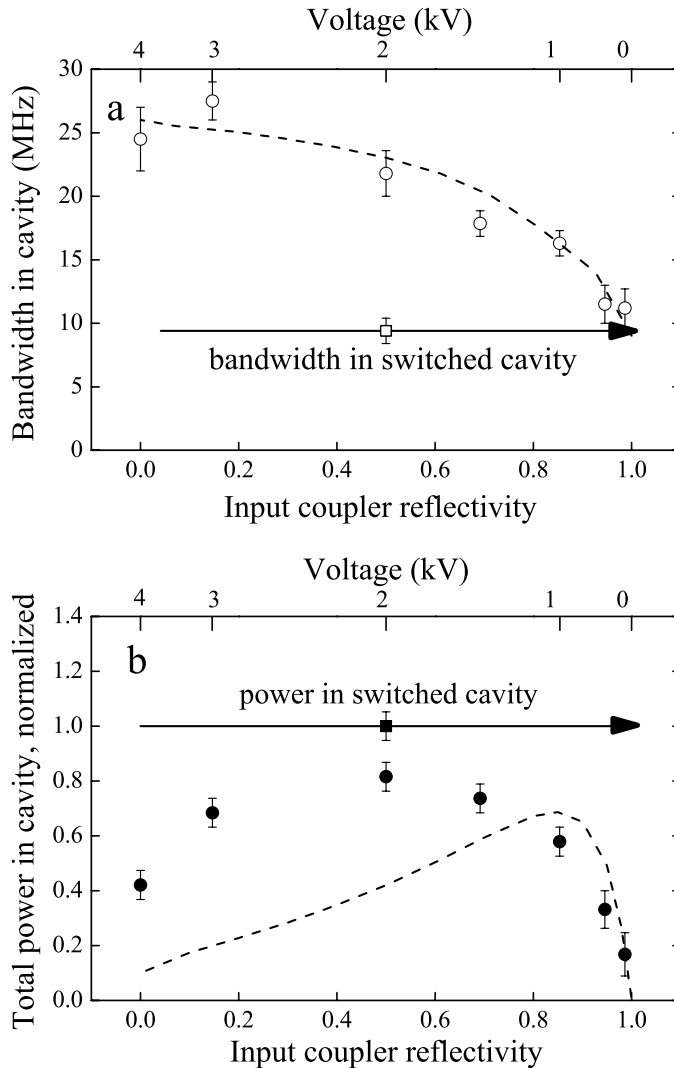 Voltage (kV)
4 3 2 1 0
30
a
25
20
15
10
bandwidth in switched cavity
5
0
Bandwidth in cavity (MHz)
0.0 0.2 0.4 0.6 0.8 1.0
Input coupler reflectivity
Voltage (kV)
4 3 2 1 0
1.4
b
1.2
power in switched cavity
1.0
0.8
0.6
0.4
0.2
0.0
Total power in cavity, normalized
0.0 0.2 0.4 0.6 0.8 1.0
Input coupler reflectivity